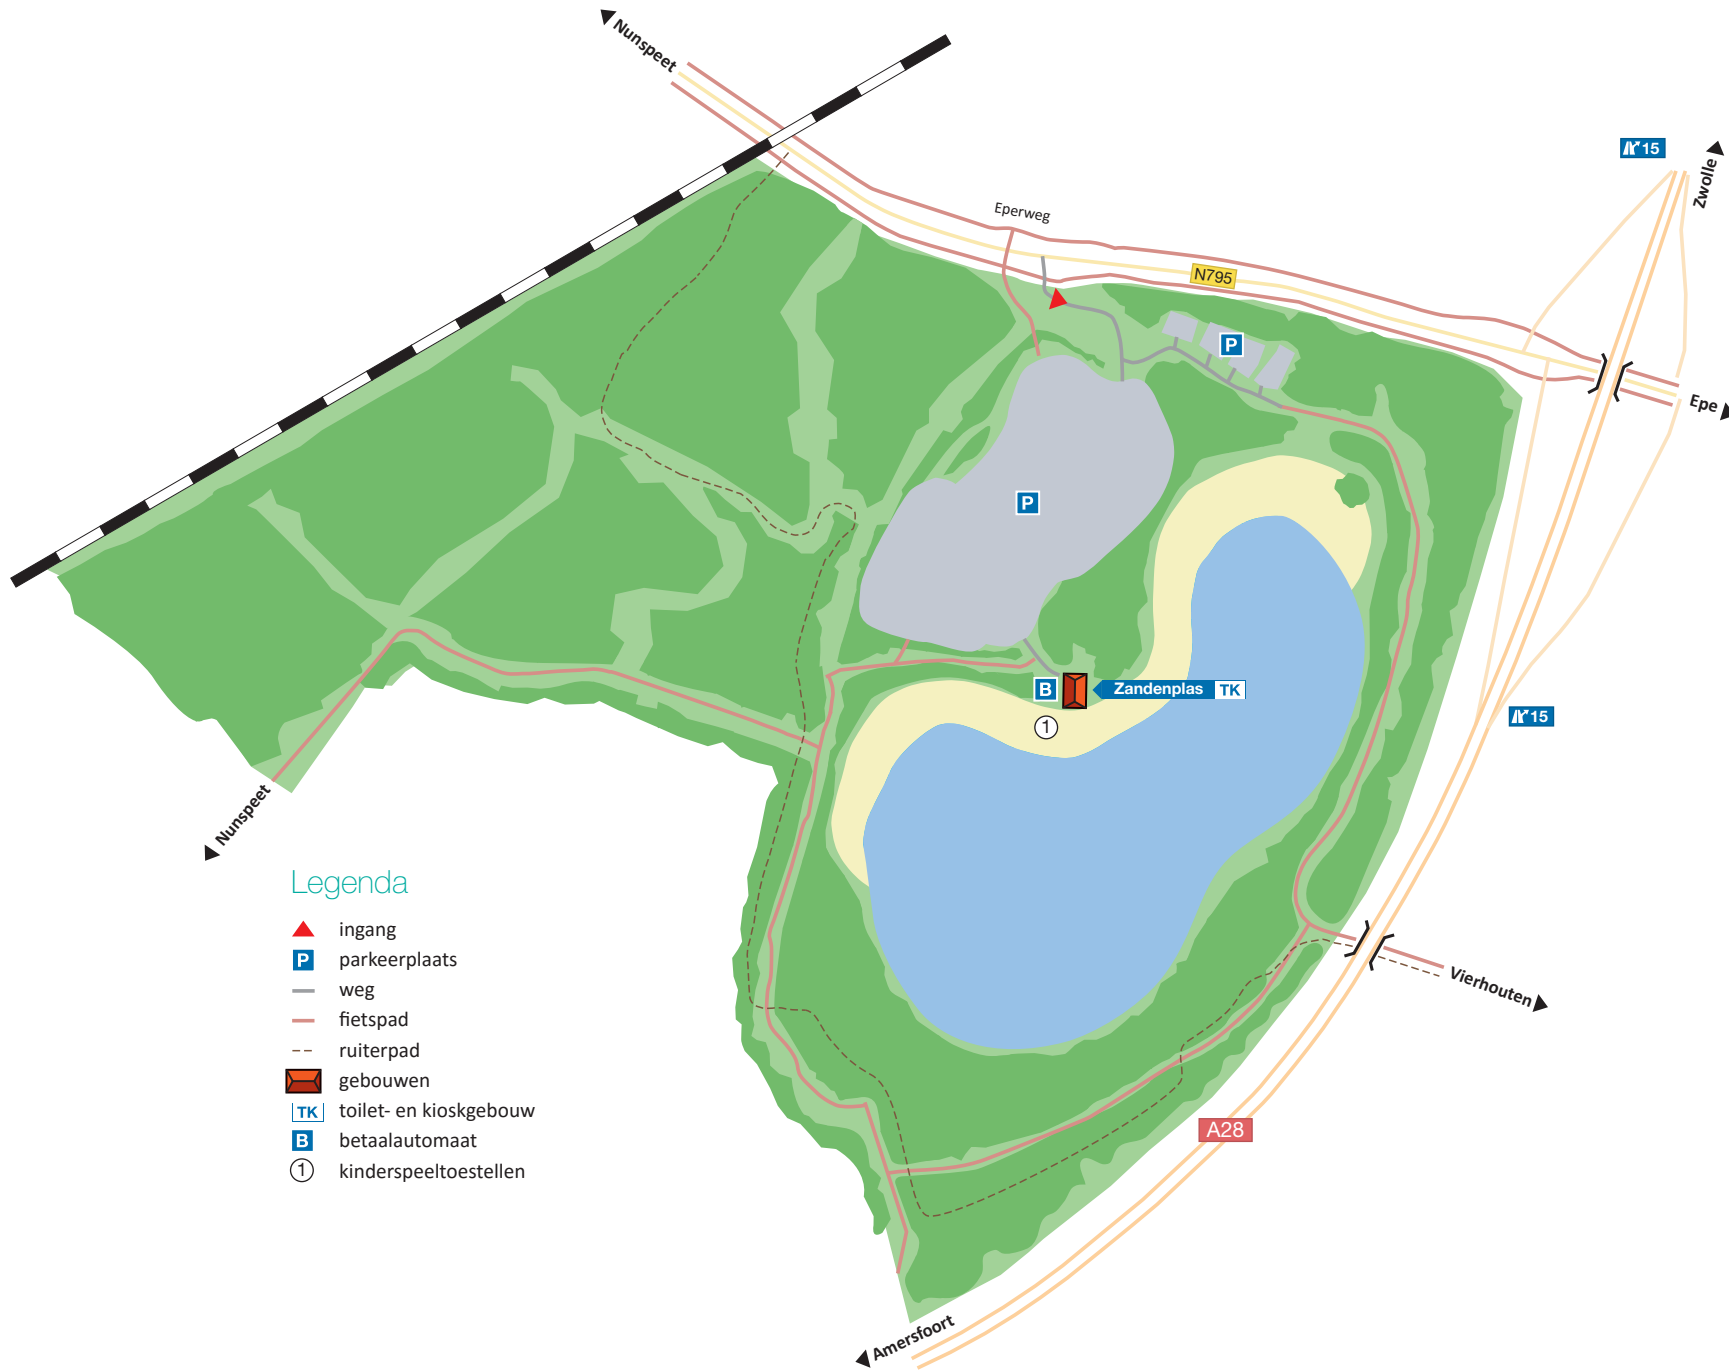 Nunspeet
15
Zwolle
Eperweg
N795
P
Epe
P
B
Zandenplas TK
1
15
Nunspeet
Legenda
ingang
P parkeerplaats
weg
fietspad
ruiterpad
gebouwen
TK toilet- en kioskgebouw
B betaalautomaat
1 kinderspeeltoestellen
Vierhouten
A28
Amersfoort